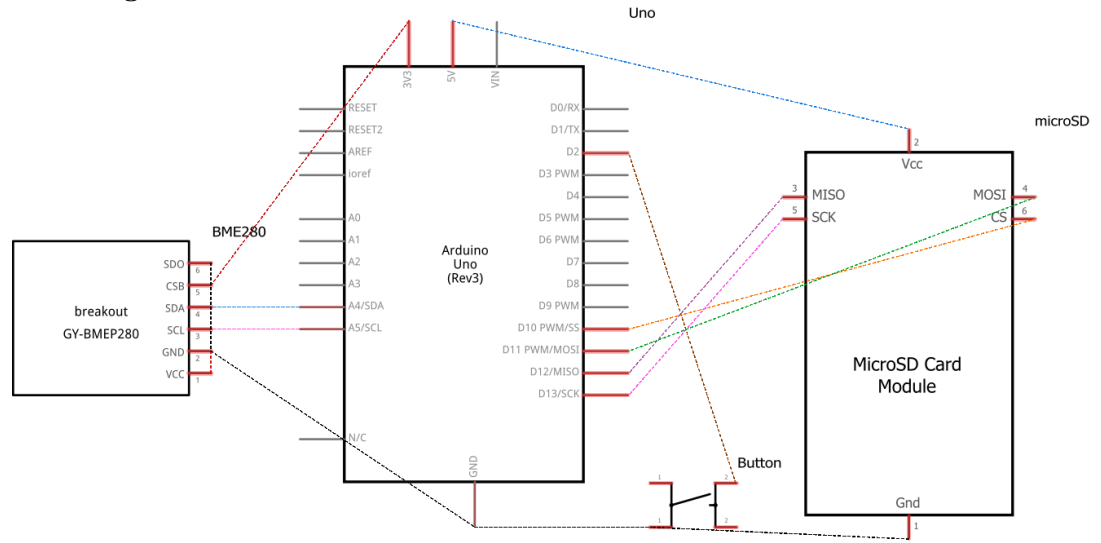 Uno
microSD
3V3
5V
VIN
RESET
RESET2
AREF
ioref
A0
A1
A2
A3
A4/SDA
A5/SCL
N/C
GND
D0/RX
D1/TX
D2
D3 PWM
D4
D5 PWM
D6 PWM
D7
D8
D9 PWM
D10 PWM/SS
D11 PWM/MOSI
D12/MISO
D13/SCK
Arduino
Uno
(Rev3)
BME280
breakout
GY-BMEP280
SDO
6
CSB
5
SDA
4
SCL
3
GND
2
VCC
1
2
Vcc
3
MISO
5
SCK
4
MOSI
6
CS
MicroSD Card
Module
Gnd
1
Button
1
2
1
2